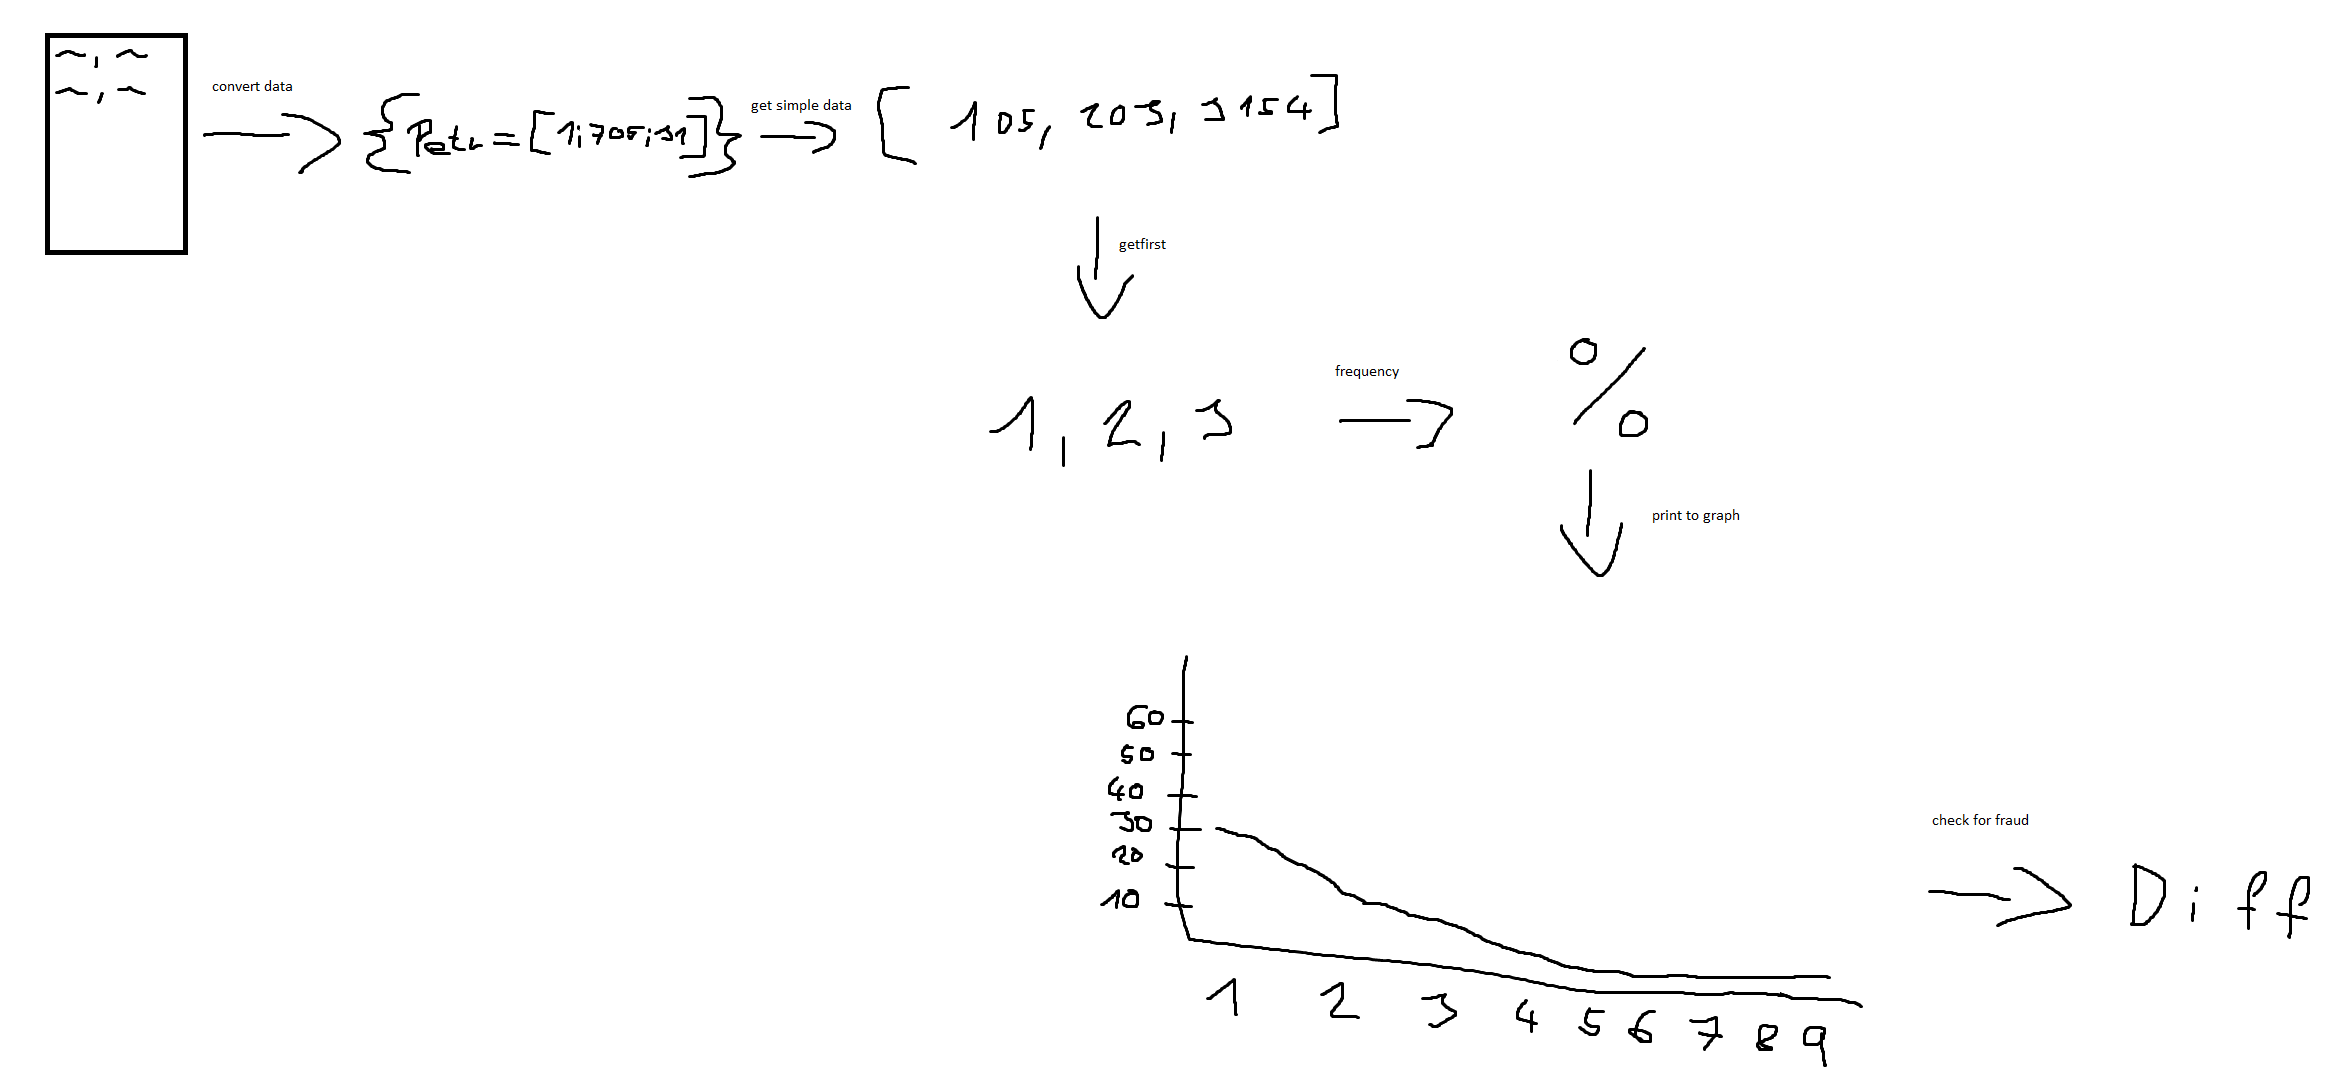 ~, ~
~, ~
convert data
{Petr=[1;705;31]}
get simple data
[ 105, 203, 3154]
getfirst
1, 2, 3
frequency
%
print to graph
60
50
40
30
20
10
1 2 3 4 5 6 7 8 9
check for fraud
Diff